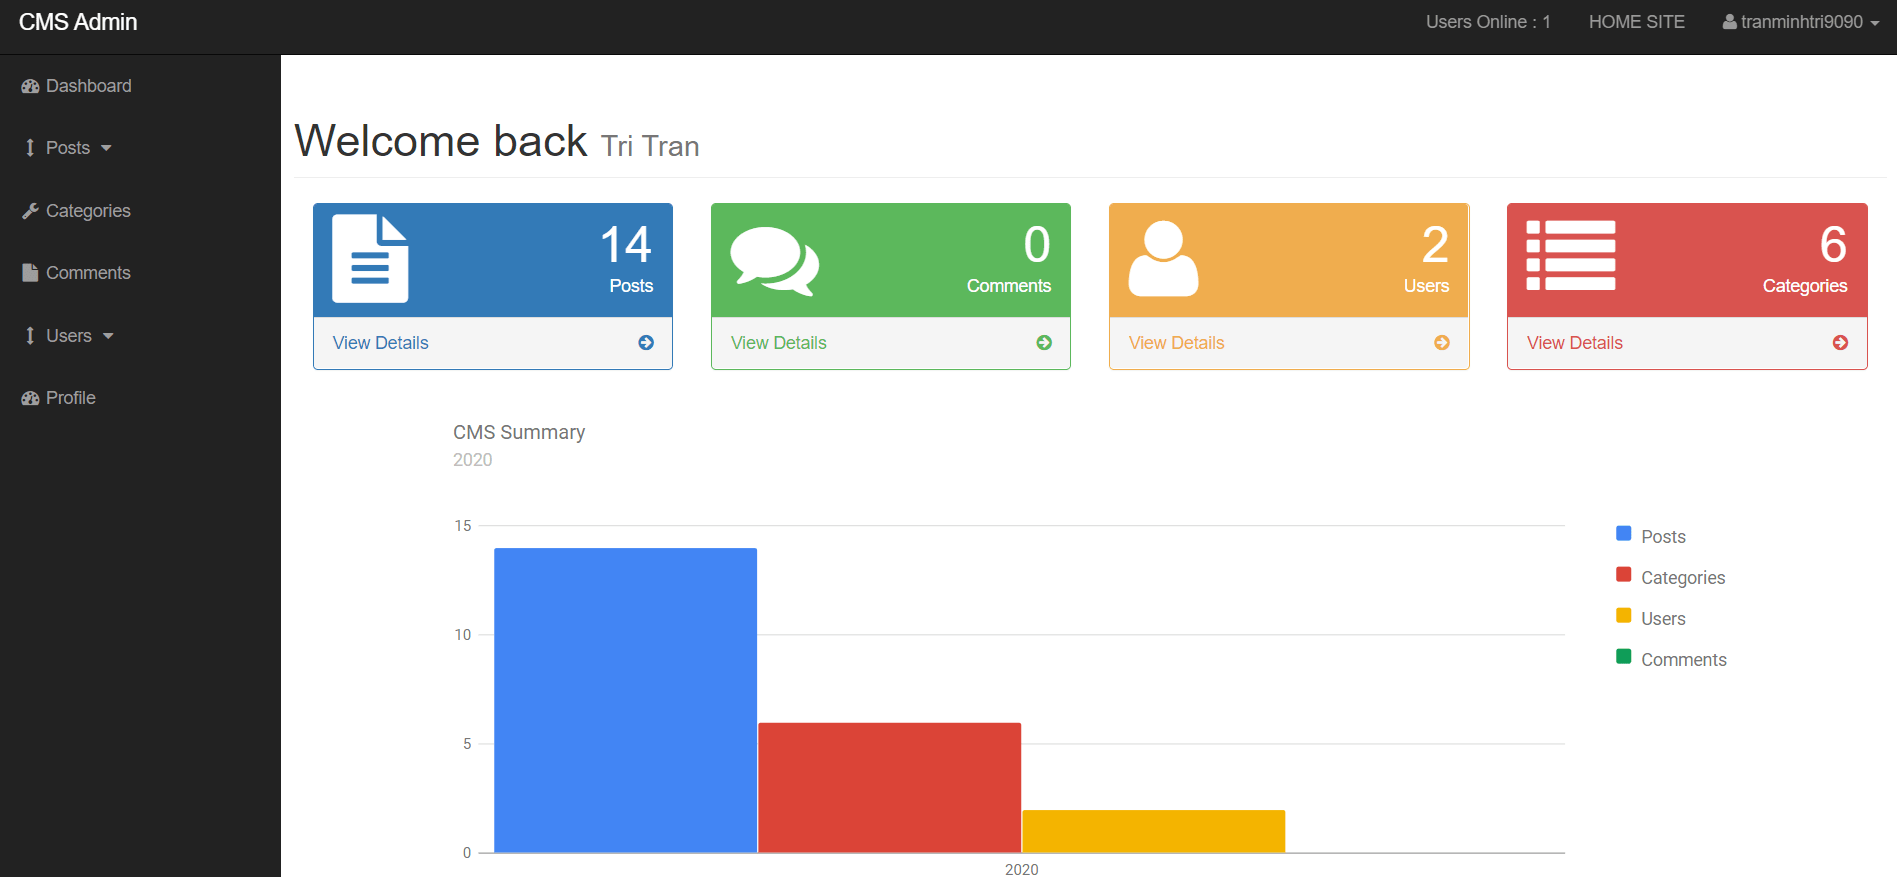 CMS Admin
Users Online : 1
HOME SITE
tranminhtri9090
Dashboard
Posts
Categories
Comments
Users
Profile
Welcome back Tri Tran
14
Posts
View Details
0
Comments
View Details
2
Users
View Details
6
Categories
View Details
CMS Summary
2020
15
10
5
0
2020
Posts
Categories
Users
Comments